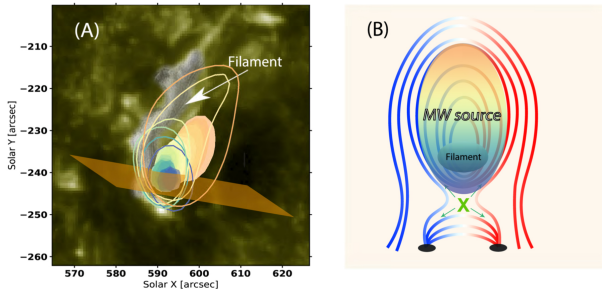 (A)
Filament
−200
−210
−220
−230
−240
−250
−260
Solar Y [arcsec]
570 580 590 600 610 620
Solar X [arcsec]
(B)
MW source
Filament
X